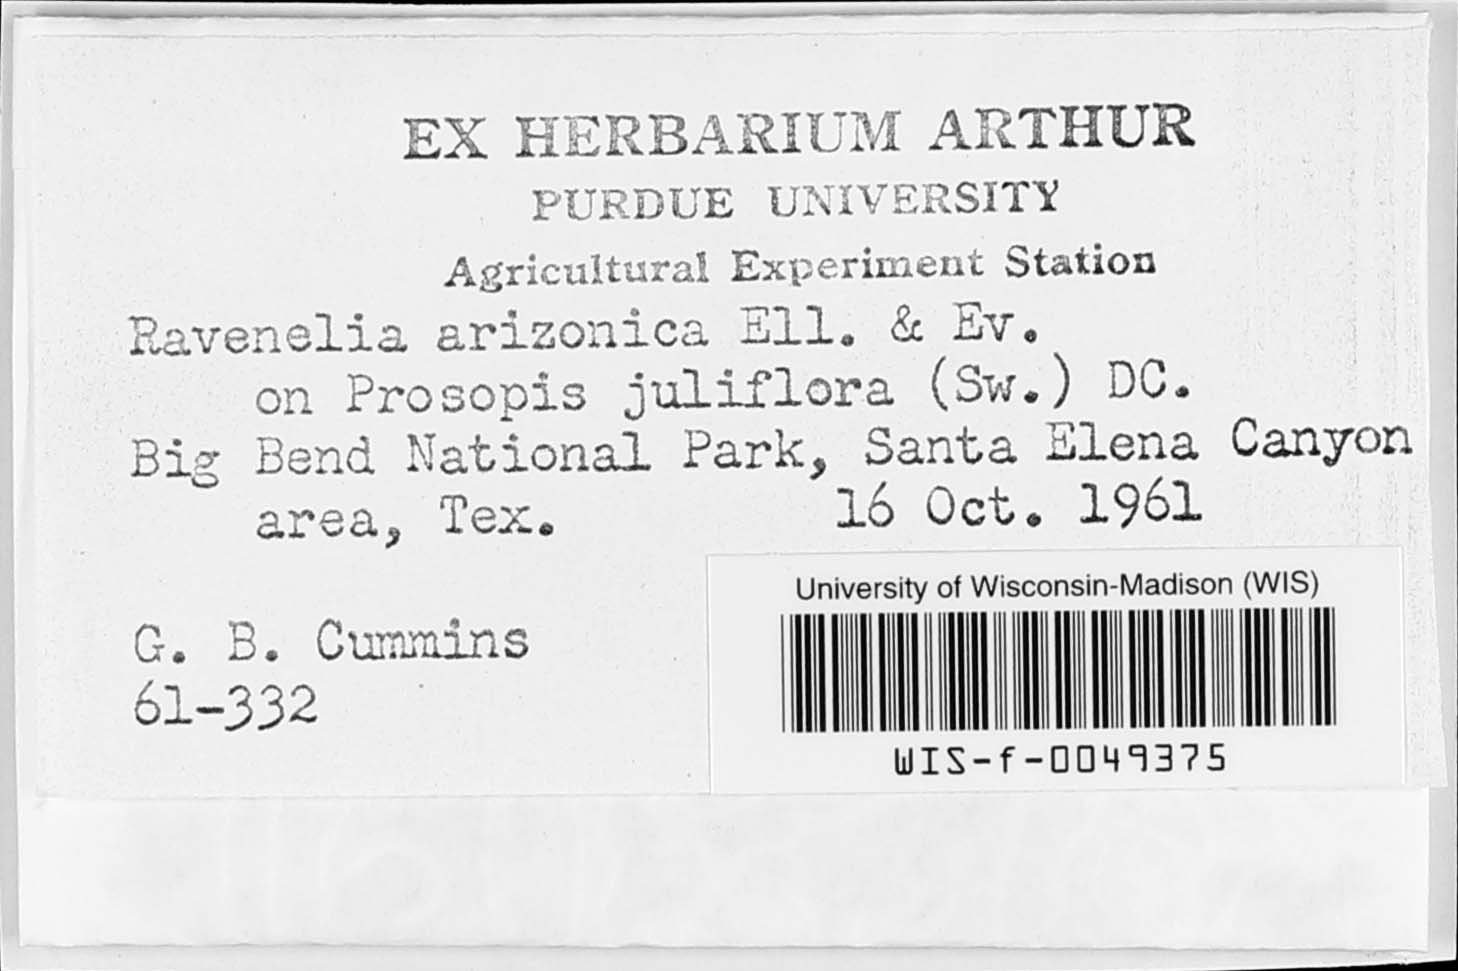 EX HERBARIUM ARTHUR
PURDUE UNIVERSITY
Agricultural Experiment Station
Ravenelia arizonica Ell. & Ev.
on Prosopis juliflora (Sw.) DC.
Big Bend National Park, Santa Elena Canyon
area, Tex. 16 Oct. 1961
G. B. Cummins
61-332
University of Wisconsin-Madison (WIS)
WIS-f-0049375